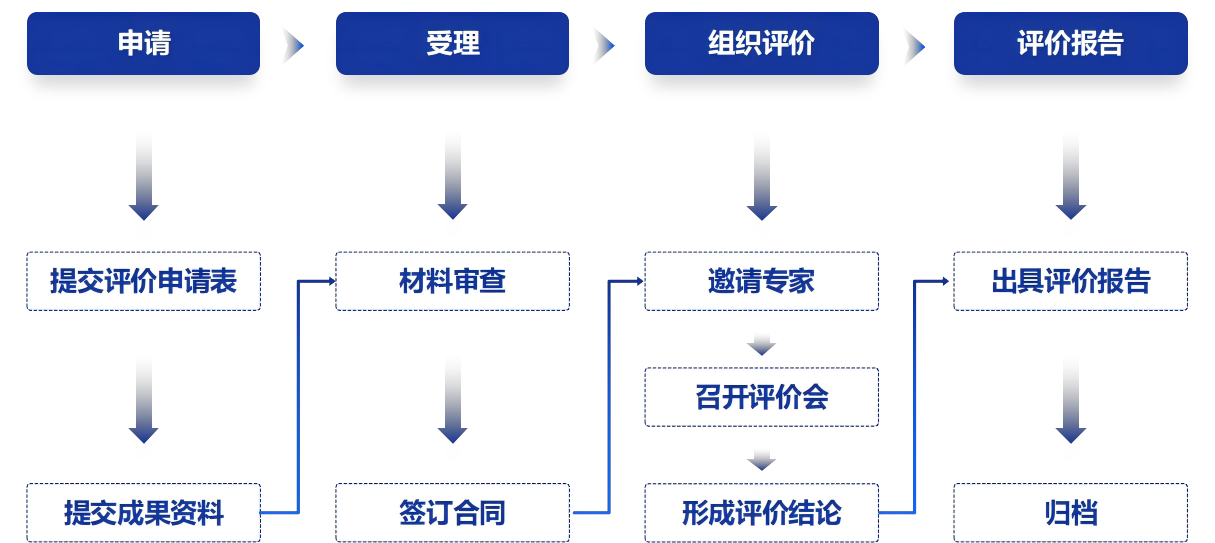 申请
受理
组织评价
评价报告
提交评价申请表
材料审查
邀请专家
出具评价报告
召开评价会
提交成果资料
签订合同
形成评价结论
归档